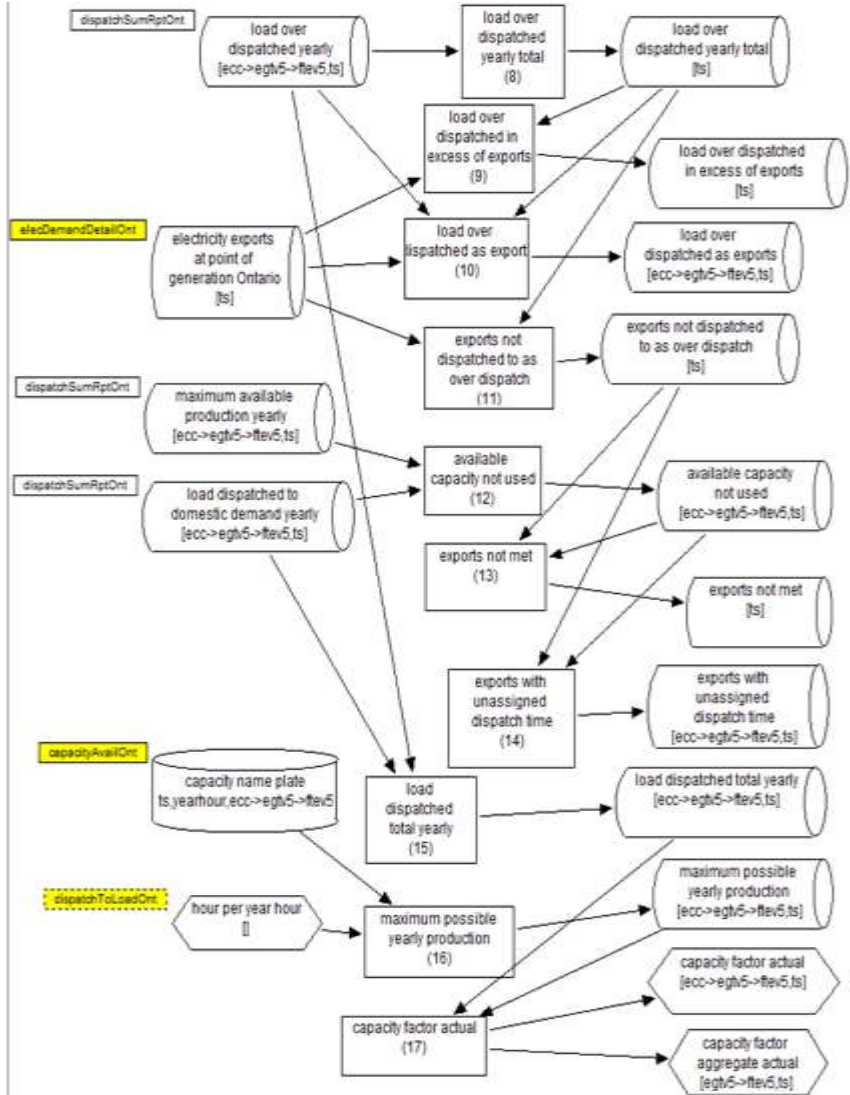 dispatchSumRptOnt
load over
dispatched yearly
[ecc->egtv5->ftev5,ts]
load over
dispatched
yearly total
(8)
load over
dispatched yearly total
[ts]
load over
dispatched in
excess of exports
(9)
load over dispatched
in excess of exports
[ts]
elecDemandDetailOnt
electricity exports
at point of
generation Ontario
[ts]
load over
dispatched as export
(10)
load over
dispatched as exports
[ecc->egtv5->ftev5,ts]
exports not
dispatched to as
over dispatch
(11)
exports not dispatched
to as over dispatch
[ts]
dispatchSumRptOnt
maximum available
production yearly
[ecc->egtv5->ftev5,ts]
available
capacity not used
(12)
available capacity
not used
[ecc->egtv5->ftev5,ts]
dispatchSumRptOnt
load dispatched to
domestic demand yearly
[ecc->egtv5->ftev5,ts]
exports not met
(13)
exports not met
[ts]
exports with
unassigned
dispatch time
(14)
exports with
unassigned
dispatch time
[ecc->egtv5->ftev5,ts]
capacityAvailOnt
capacity name plate
ts,yearhour,ecc->egtv5->ftev5
load
dispatched
total yearly
(15)
load dispatched total yearly
[ecc->egtv5->ftev5,ts]
dispatchToLoadOnt
hour per year hour
[]
maximum possible
yearly production
(16)
maximum possible
yearly production
[ecc->egtv5->ftev5,ts]
capacity factor actual
(17)
capacity factor actual
[ecc->egtv5->ftev5,ts]
capacity factor
aggregate actual
[egtv5->ftev5,ts]